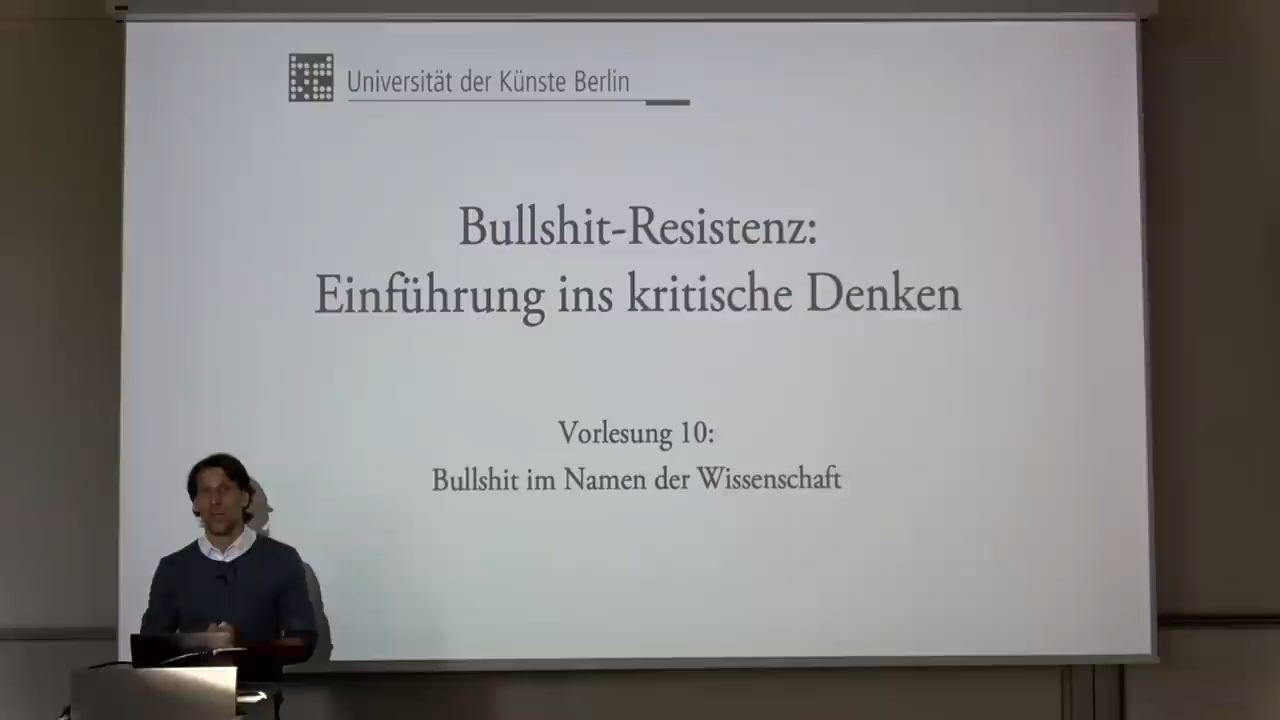 Universität der Künste Berlin
Bullshit-Resistenz:
Einführung ins kritische Denken
Vorlesung 10:
Bullshit im Namen der Wissenschaft